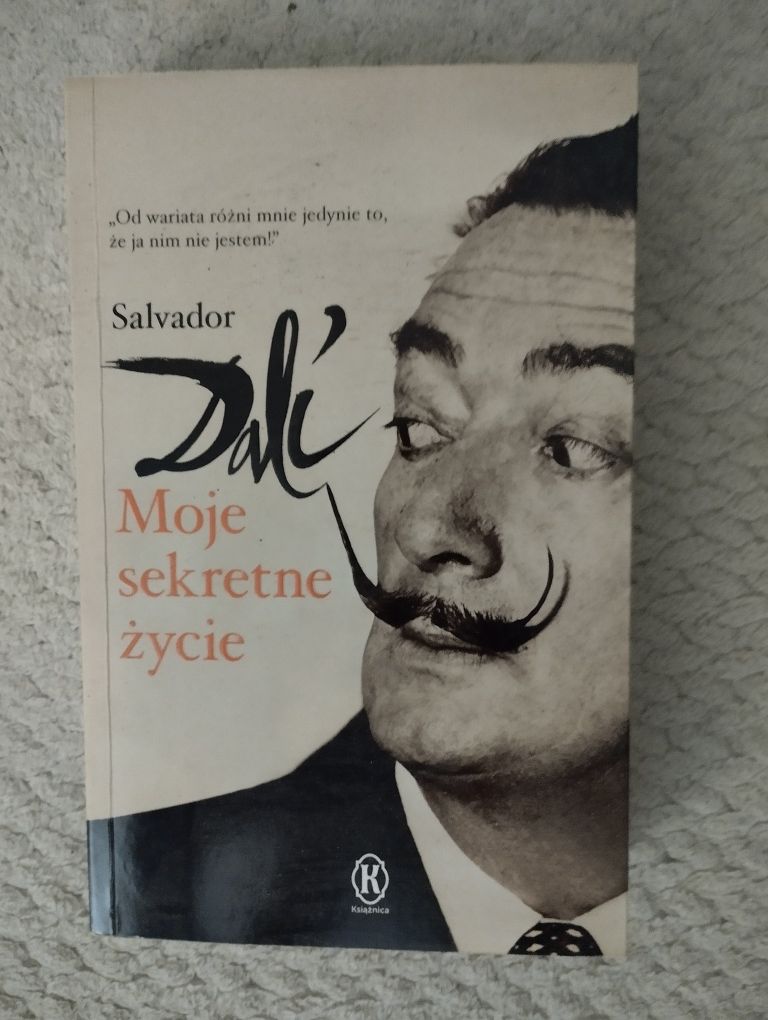 „Od wariata różni mnie jedynie to,
że ja nim nie jestem!”
Salvador
Dalí
Moje
sekretne
życie
K
Książnica